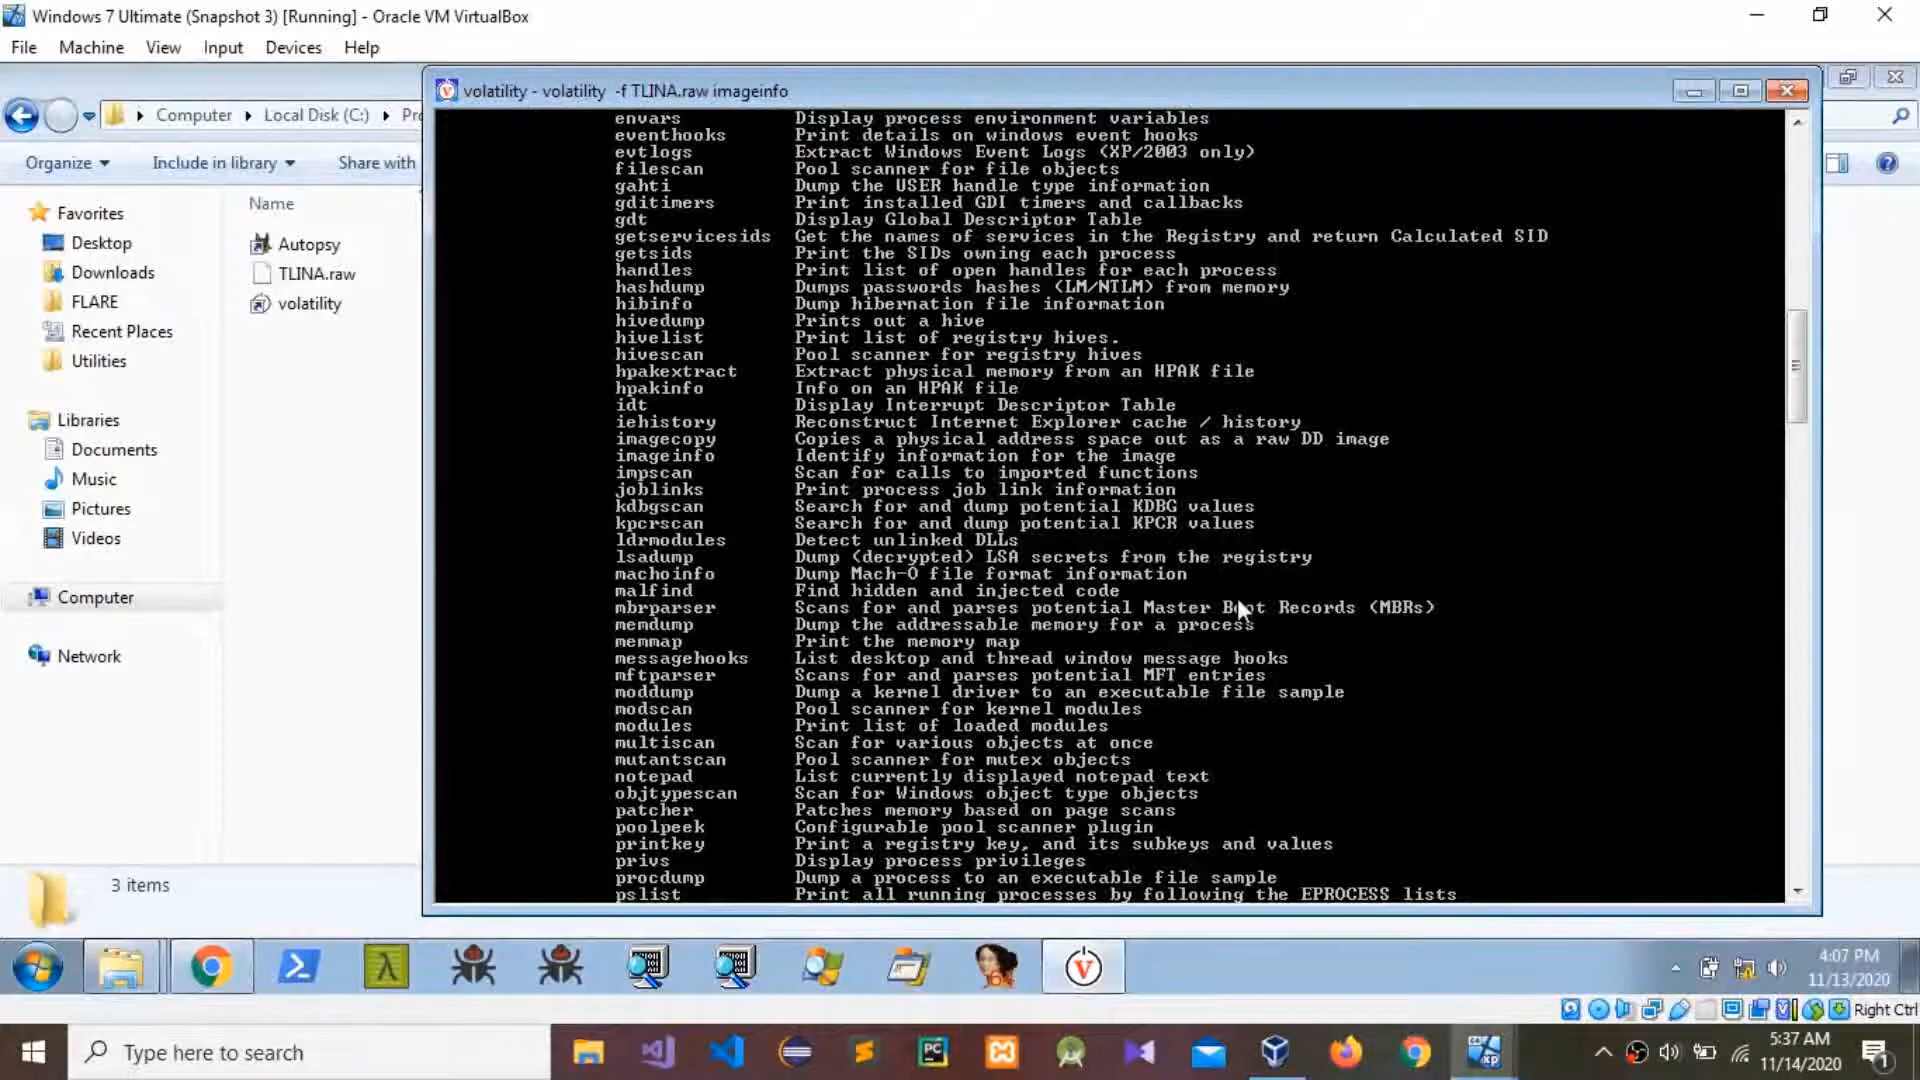 Windows 7 Ultimate (Snapshot 3) [Running] - Oracle VM VirtualBox
File Machine View Input Devices Help
volatility - volatility -f TLINA.raw imageinfo
Computer Local Disk (C:) Pro
Organize Include in library Share with
Favorites
Desktop
Downloads
FLARE
Recent Places
Utilities
Libraries
Documents
Music
Pictures
Videos
Computer
Network
Name
Autopsy
TLINA.raw
volatility
envars Display process environment variables
eventhooks Print details on windows event hooks
evtlogs Extract Windows Event Logs (XP/2003 only)
filescan Pool scanner for file objects
gahti Dump the USER handle type information
gditimers Print installed GDI timers and callbacks
gdt Display Global Descriptor Table
getservicesids Get the names of services in the Registry and return Calculated SID
getsids Print the SIDs owning each process
handles Print list of open handles for each process
hashdump Dumps passwords hashes (LM/NTLM) from memory
hibinfo Dump hibernation file information
hivedump Prints out a hive
hivelist Print list of registry hives.
hivescan Pool scanner for registry hives
hpakextract Extract physical memory from an HPAK file
hpakinfo Info on an HPAK file
idt Display Interrupt Descriptor Table
iehistory Reconstruct Internet Explorer cache / history
imagecopy Copies a physical address space out as a raw DD image
imageinfo Identify information for the image
impscan Scan for calls to imported functions
joblinks Print process job link information
kdbgscan Search for and dump potential KDBG values
kpcrscan Search for and dump potential KPCR values
ldrmodules Detect unlinked DLLs
lsadump Dump (decrypted) LSA secrets from the registry
machoinfo Dump Mach-O file format information
malfind Find hidden and injected code
mbrparser Scans for and parses potential Master Boot Records (MBRs)
memdump Dump the addressable memory for a process
memmap Print the memory map
messagehooks List desktop and thread window message hooks
mftparser Scans for and parses potential MFT entries
moddump Dump a kernel driver to an executable file sample
modscan Pool scanner for kernel modules
modules Print list of loaded modules
multiscan Scan for various objects at once
mutantscan Pool scanner for mutex objects
notepad List currently displayed notepad text
objtypescan Scan for Windows object type objects
patcher Patches memory based on page scans
poolpeek Configurable pool scanner plugin
printkey Print a registry key, and its subkeys and values
privs Display process privileges
procdump Dump a process to an executable file sample
pslist Print all running processes by following the EPROCESS lists
3 items
4:07 PM
11/13/2020
Right Ctrl
Type here to search
5:37 AM
11/14/2020
1